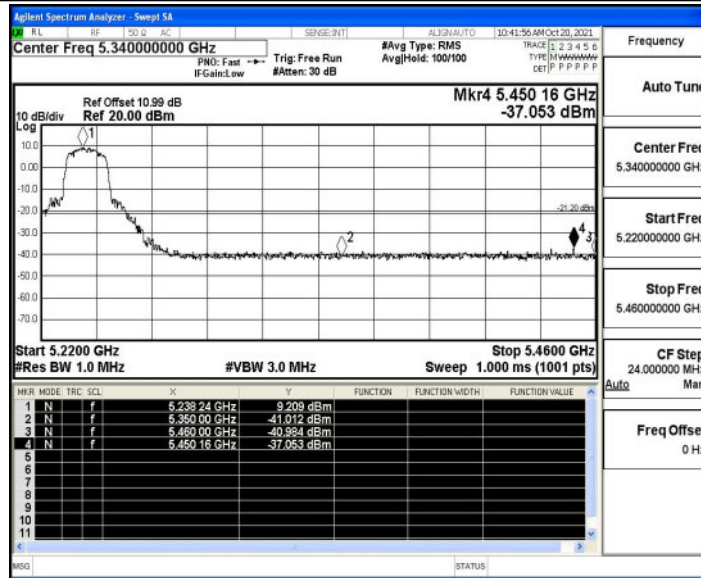 Agilent Spectrum Analyzer - Swept SA
RL RF 50 Ω AC SENSE:INT ALIGN AUTO 10:41:56 AM Oct 20, 2021
Center Freq 5.340000000 GHz
PNO: Fast
IFGain:Low
Trig: Free Run
#Atten: 30 dB
#Avg Type: RMS
Avg|Hold: 100/100
TRACE 1 2 3 4 5 6
TYPE MWWWWW
DET P P P P P P
Frequency
Auto Tune
Center Freq
5.340000000 GHz
Start Freq
5.220000000 GHz
Stop Freq
5.460000000 GHz
CF Step
24.000000 MHz
Auto Man
Freq Offset
0 Hz
Ref Offset 10.99 dB
10 dB/div Ref 20.00 dBm
Log
Mkr4 5.450 16 GHz
-37.053 dBm
10.0
0.00
-10.0
-20.0
-30.0
-40.0
-50.0
-60.0
-70.0
1
2
4
3
-21.20 dBm
Start 5.2200 GHz Stop 5.4600 GHz
#Res BW 1.0 MHz #VBW 3.0 MHz Sweep 1.000 ms (1001 pts)
MKR MODE TRC SCL X Y FUNCTION FUNCTION WIDTH FUNCTION VALUE
1 N f 5.238 24 GHz 9.209 dBm
2 N f 5.350 00 GHz -41.012 dBm
3 N f 5.460 00 GHz -40.984 dBm
4 N f 5.450 16 GHz -37.053 dBm
5
6
7
8
9
10
11
MSG STATUS